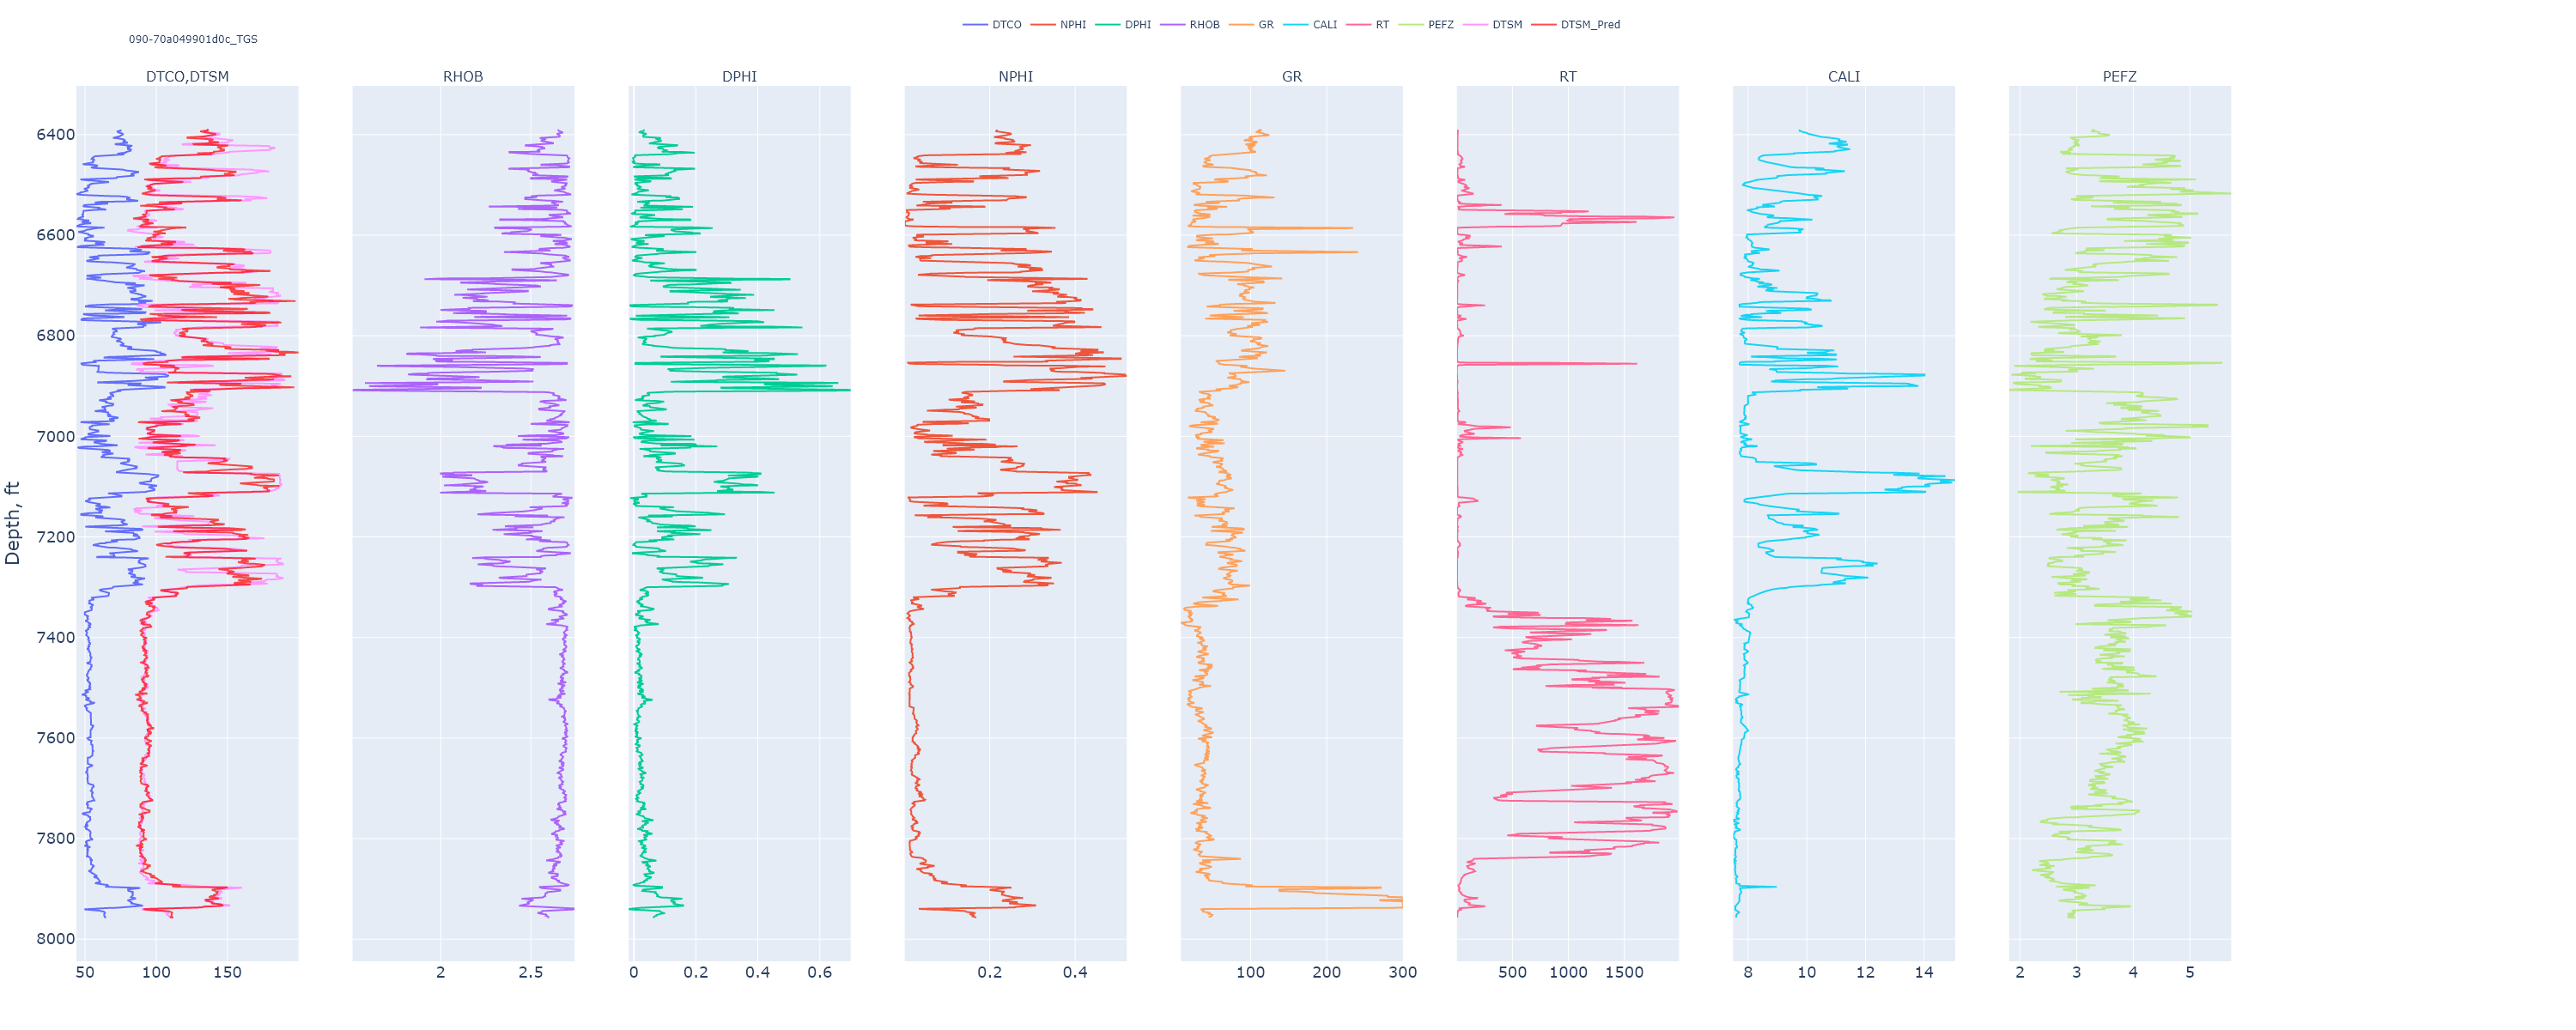 DTCO NPHI DPHI RHOB GR CALI RT PEFZ DTSM DTSM_Pred
090-70a049901d0c_TGS
DTCO,DTSM RHOB DPHI NPHI GR RT CALI PEFZ
Depth, ft
6400
6600
6800
7000
7200
7400
7600
7800
8000
50 100 150 2 2.5 0 0.2 0.4 0.6 0.2 0.4 100 200 300 500 1000 1500 8 10 12 14 2 3 4 5